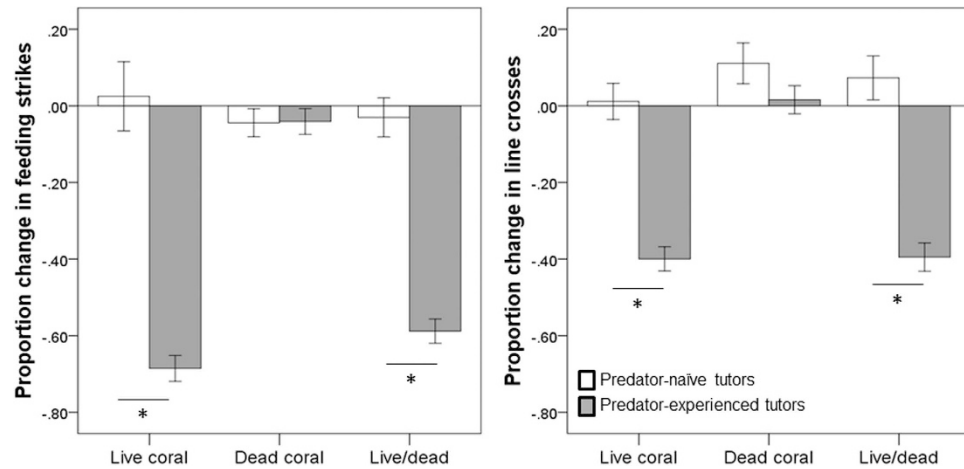 Proportion change in feeding strikes
.20
.00
-.20
-.40
-.60
-.80
*
*
Live coral
Dead coral
Live/dead
Proportion change in line crosses
.20
.00
-.20
-.40
-.60
-.80
*
*
Predator-naïve tutors
Predator-experienced tutors
Live coral
Dead coral
Live/dead